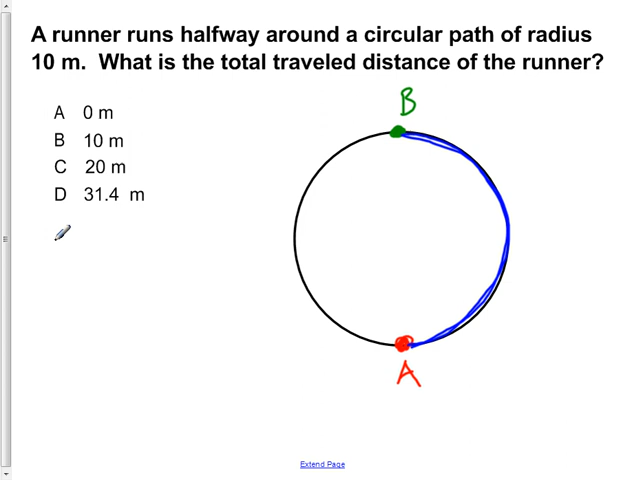 A runner runs halfway around a circular path of radius
10 m. What is the total traveled distance of the runner?
A 0 m
B 10 m
C 20 m
D 31.4 m
B
A
Extend Page